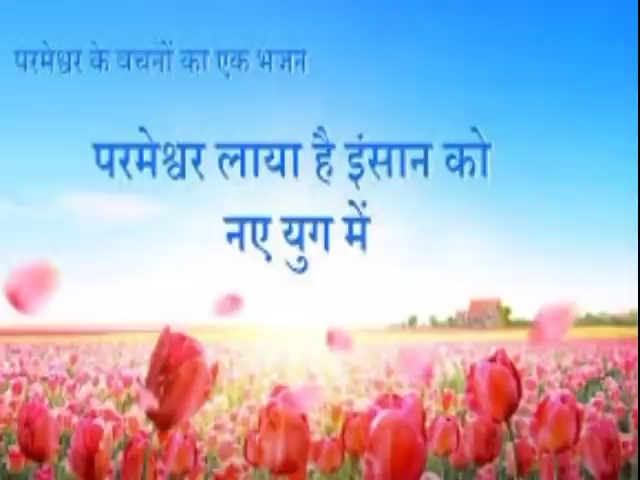 परमेश्वर के वचनों का एक भजन
परमेश्वर लाया है इंसान को
नए युग में